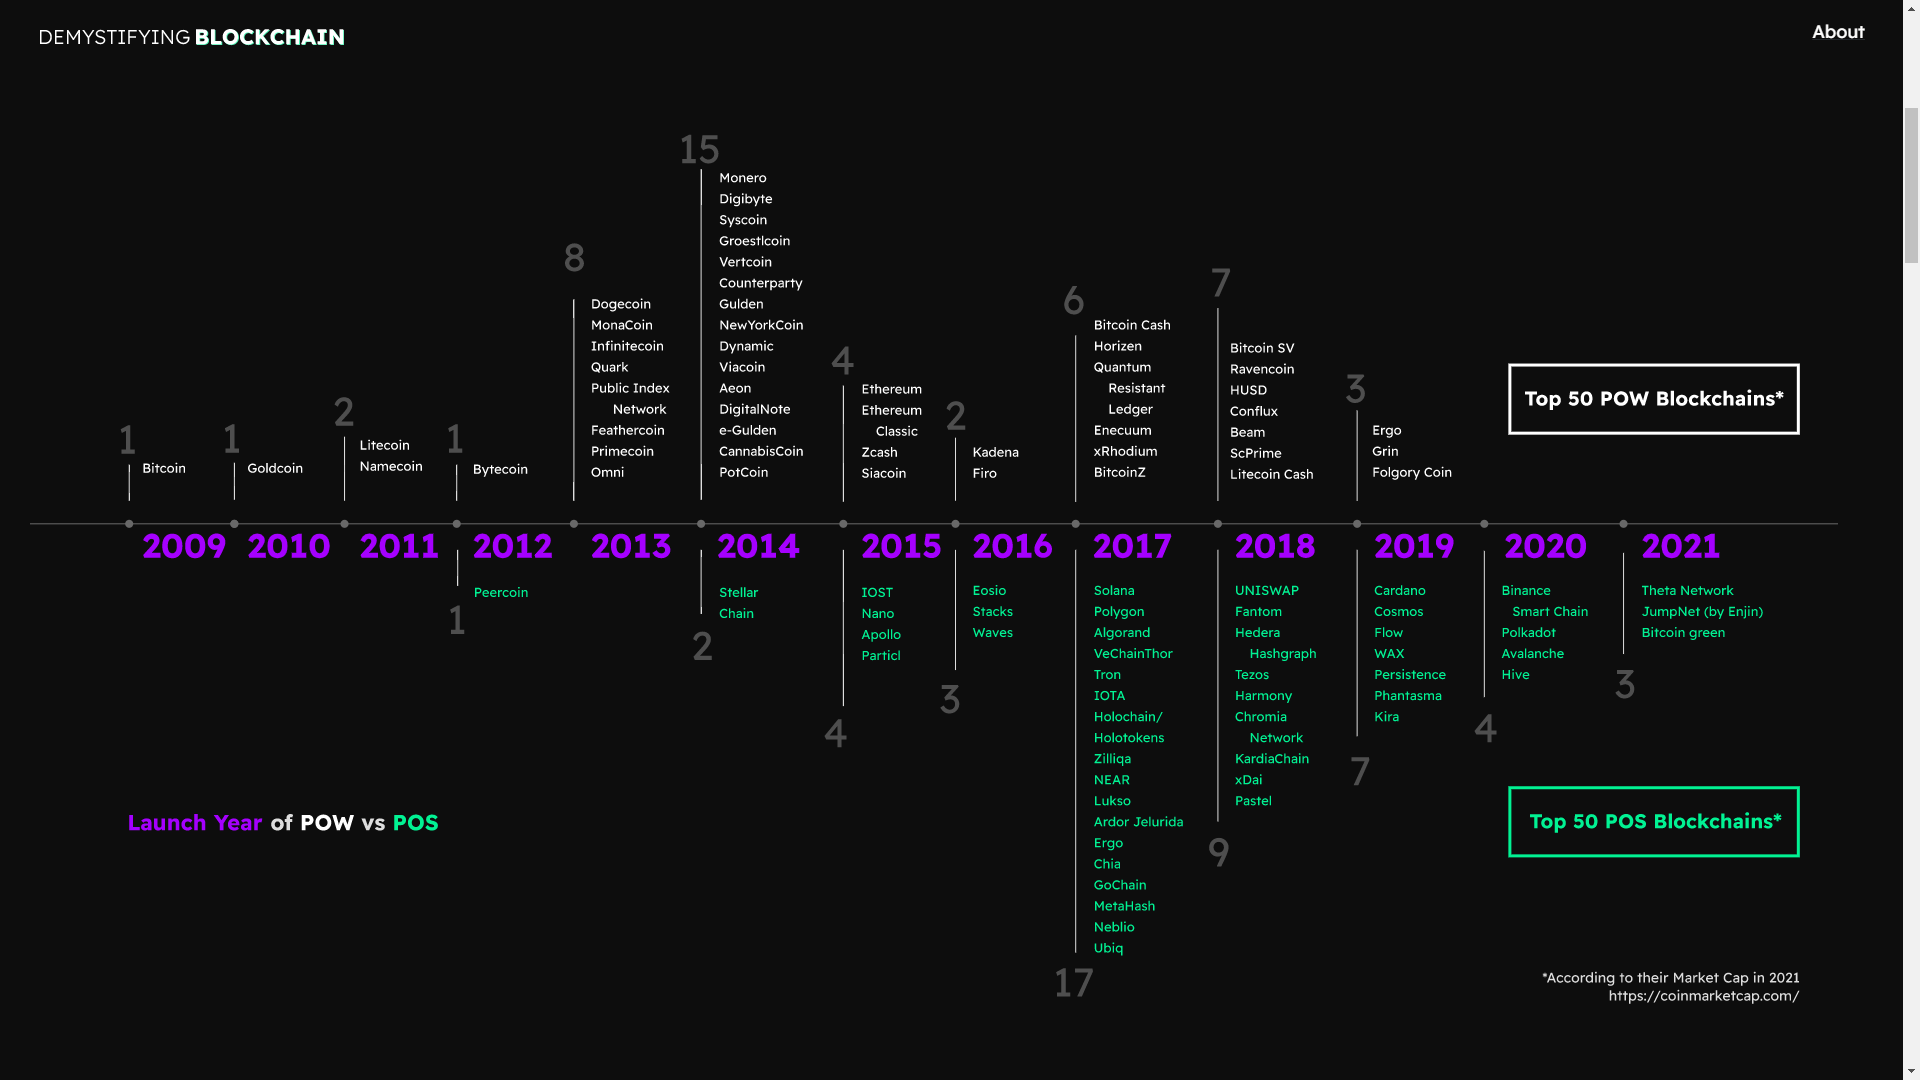 DEMYSTIFYING BLOCKCHAIN
About
1
Bitcoin
1
Goldcoin
2
Litecoin
Namecoin
1
Bytecoin
8
Dogecoin
MonaCoin
Infinitecoin
Quark
Public Index
Network
Feathercoin
Primecoin
Omni
15
Monero
Digibyte
Syscoin
Groestlcoin
Vertcoin
Counterparty
Gulden
NewYorkCoin
Dynamic
Viacoin
Aeon
DigitalNote
e-Gulden
CannabisCoin
PotCoin
4
Ethereum
Ethereum
Classic
Zcash
Siacoin
2
Kadena
Firo
6
Bitcoin Cash
Horizen
Quantum
Resistant
Ledger
Enecuum
xRhodium
BitcoinZ
7
Bitcoin SV
Ravencoin
HUSD
Conflux
Beam
ScPrime
Litecoin Cash
3
Ergo
Grin
Folgory Coin
Top 50 POW Blockchains*
2009 2010 2011 2012 2013 2014 2015 2016 2017 2018 2019 2020 2021
Peercoin
1
Stellar
Chain
2
IOST
Nano
Apollo
Particl
4
Eosio
Stacks
Waves
3
Solana
Polygon
Algorand
VeChainThor
Tron
IOTA
Holochain/
Holotokens
Zilliqa
NEAR
Lukso
Ardor Jelurida
Ergo
Chia
GoChain
MetaHash
Neblio
Ubiq
17
UNISWAP
Fantom
Hedera
Hashgraph
Tezos
Harmony
Chromia
Network
KardiaChain
xDai
Pastel
9
Cardano
Cosmos
Flow
WAX
Persistence
Phantasma
Kira
7
Binance
Smart Chain
Polkadot
Avalanche
Hive
4
Theta Network
JumpNet (by Enjin)
Bitcoin green
3
Launch Year of POW vs POS
Top 50 POS Blockchains*
*According to their Market Cap in 2021
https://coinmarketcap.com/